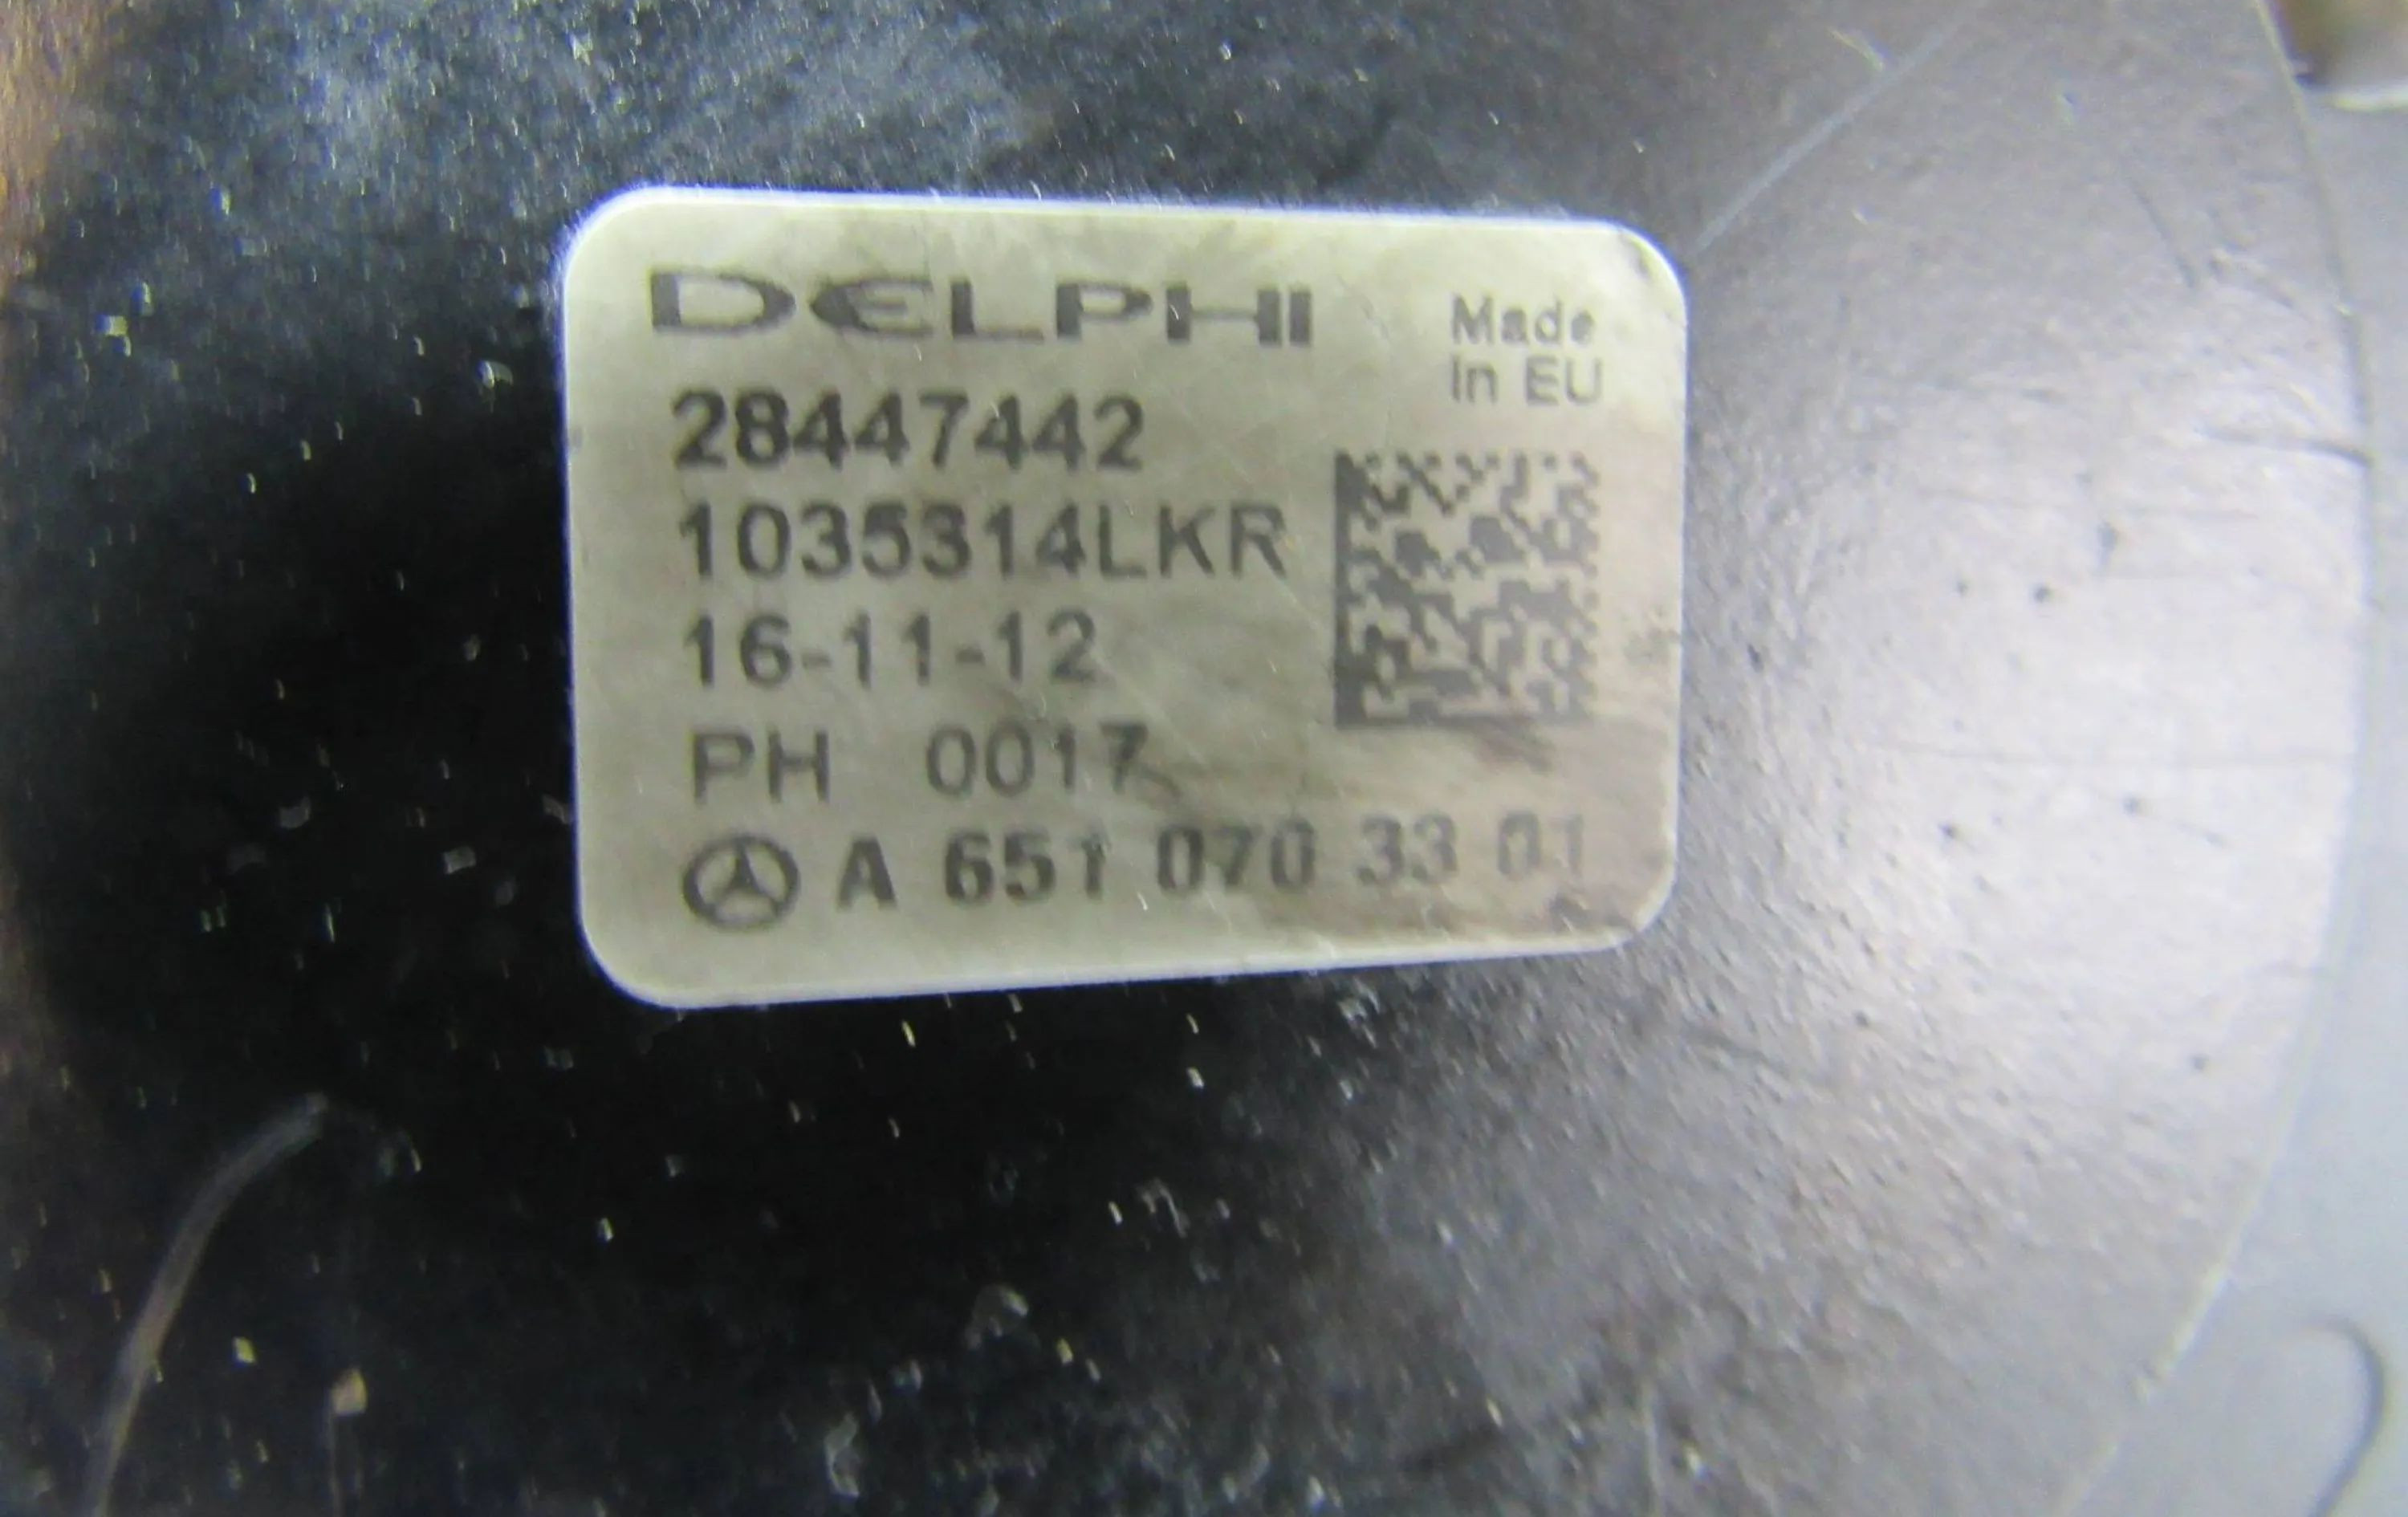 DELPHI
Made
in EU
28447442
1035314LKR
16-11-12
PH 0017
A 651 070 33 01